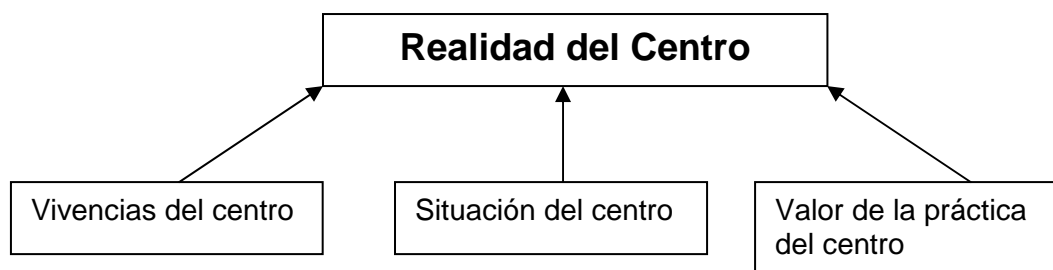 Realidad del Centro
Vivencias del centro
Situación del centro
Valor de la práctica
del centro